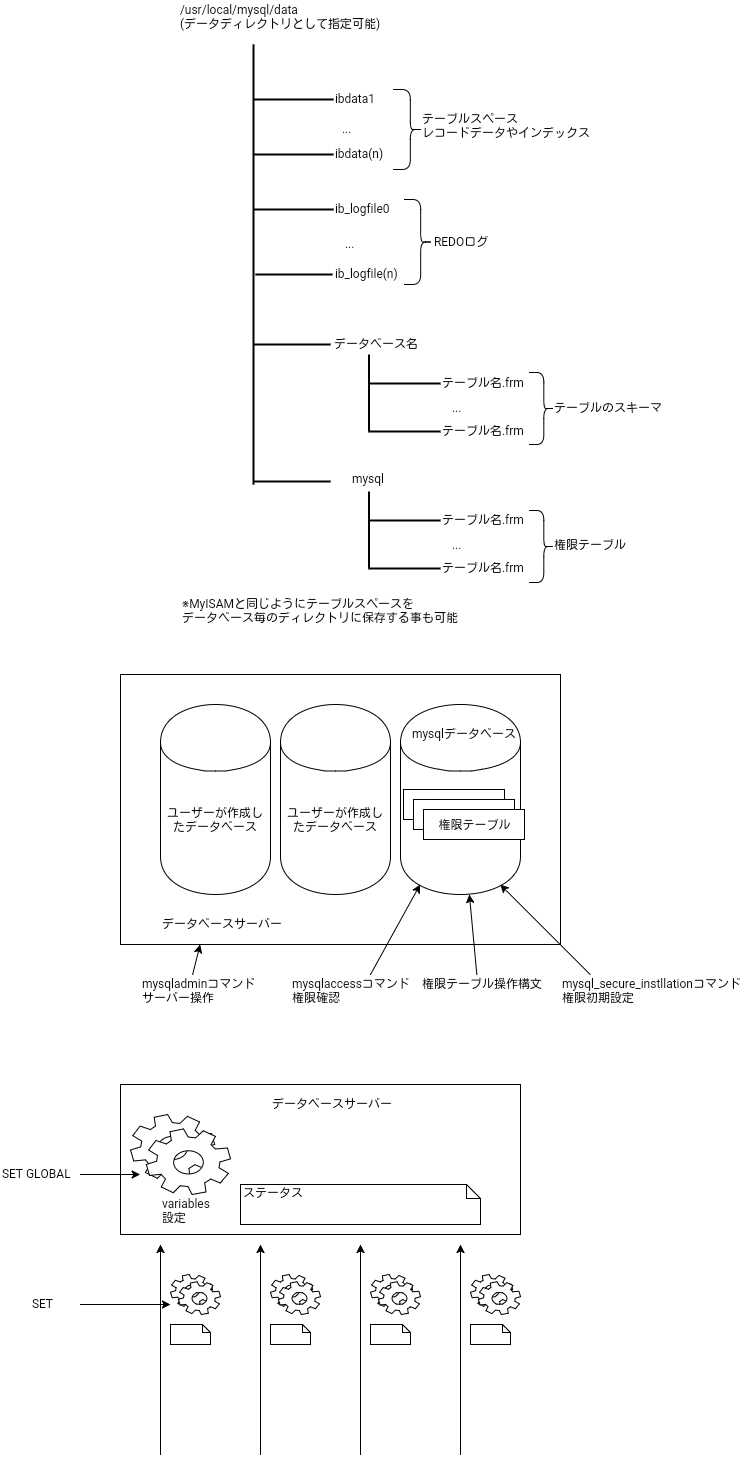 /usr/local/mysql/data
(データディレクトリとして指定可能)
ibdata1
...
ibdata(n)
テーブルスペース
レコードデータやインデックス
ib_logfile0
...
ib_logfile(n)
REDOログ
データベース名
テーブル名.frm
...
テーブル名.frm
テーブルのスキーマ
mysql
テーブル名.frm
...
テーブル名.frm
権限テーブル
※MyISAMと同じようにテーブルスペースを
データベース毎のディレクトリに保存する事も可能
ユーザーが作成し
たデータベース
ユーザーが作成し
たデータベース
mysqlデータベース
権限テーブル
データベースサーバー
mysqladminコマンド
サーバー操作
mysqlaccessコマンド
権限確認
権限テーブル操作構文
mysql_secure_instllationコマンド
権限初期設定
データベースサーバー
SET GLOBAL
variables
設定
ステータス
SET